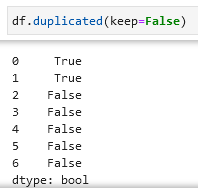 df.duplicated(keep=False)
0 True
1 True
2 False
3 False
4 False
5 False
6 False
dtype: bool